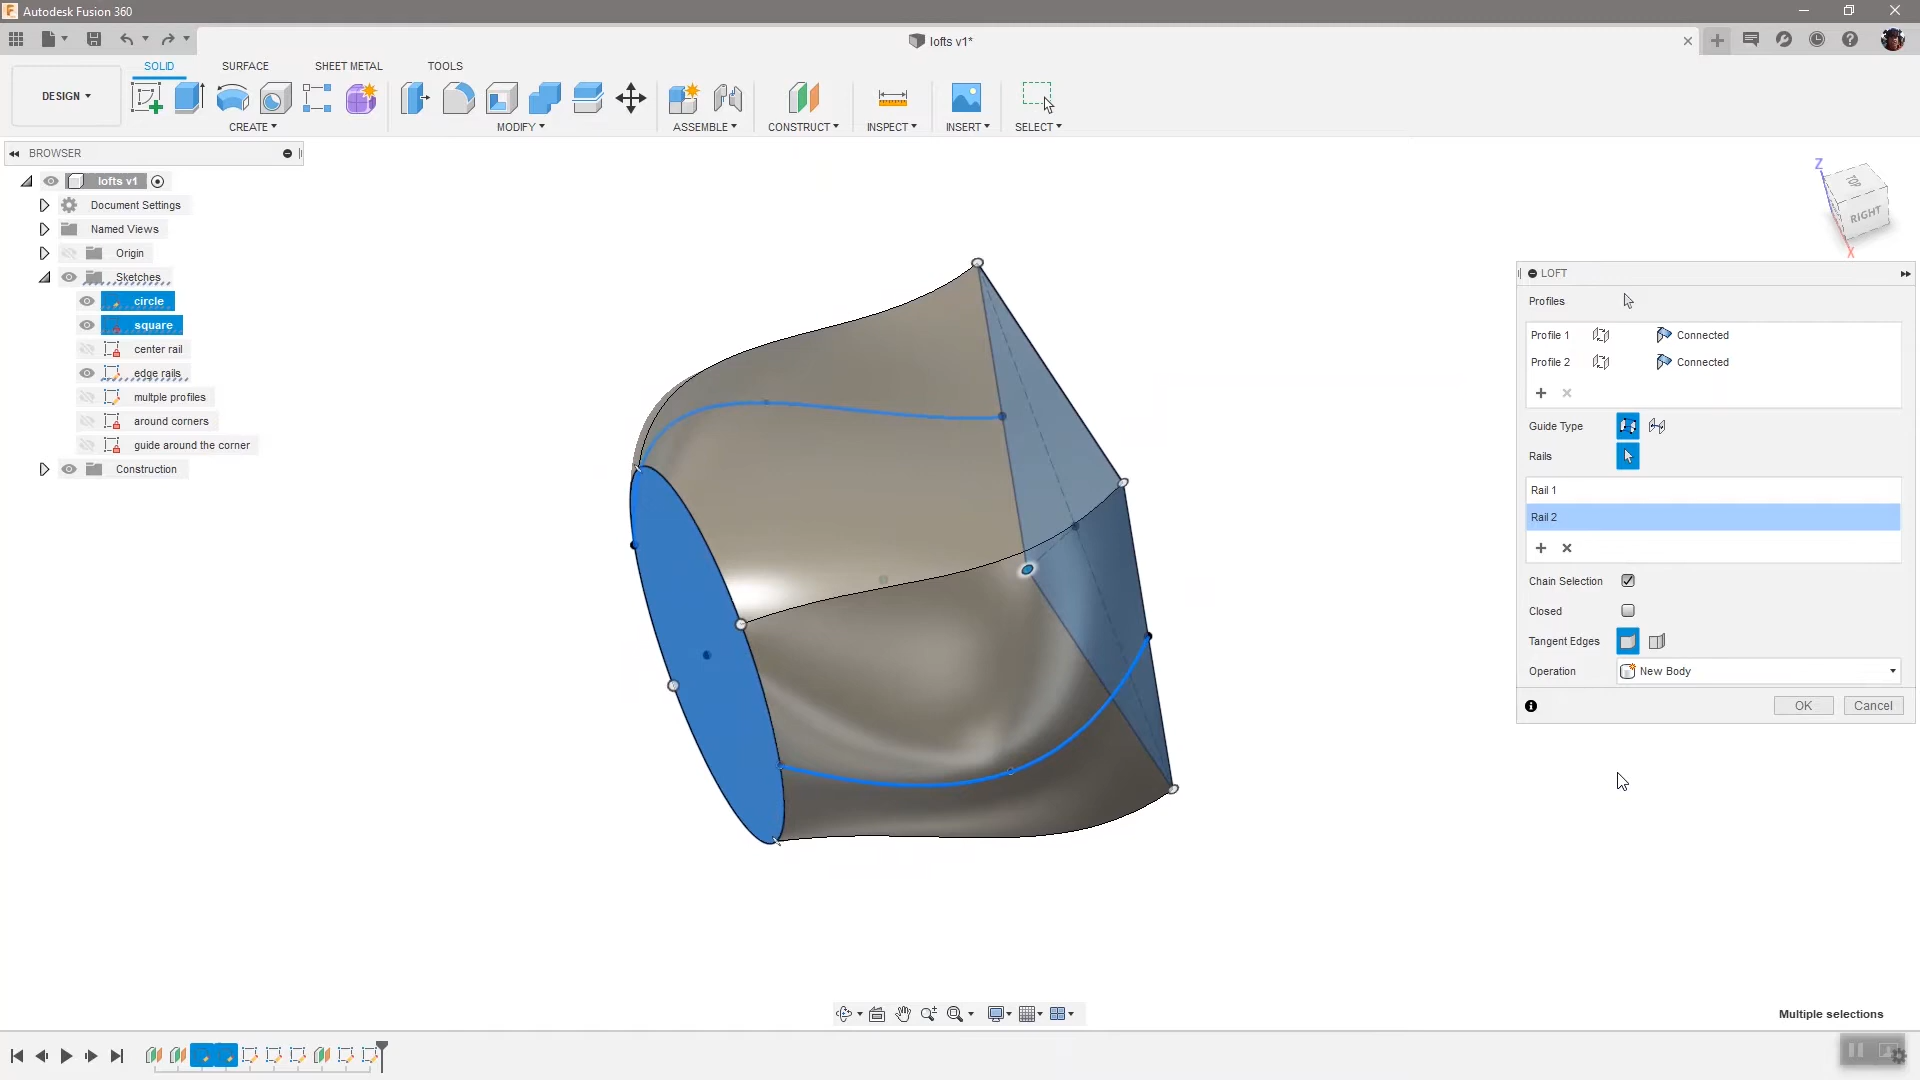 Autodesk Fusion 360
lofts v1*
DESIGN
SOLID
SURFACE
SHEET METAL
TOOLS
CREATE
MODIFY
ASSEMBLE
CONSTRUCT
INSPECT
INSERT
SELECT
BROWSER
lofts v1
Document Settings
Named Views
Origin
Sketches
circle
square
center rail
edge rails
multple profiles
around corners
guide around the corner
Construction
Z
TOP
RIGHT
X
LOFT
Profiles
Profile 1 Connected
Profile 2 Connected
Guide Type
Rails
Rail 1
Rail 2
Chain Selection
Closed
Tangent Edges
Operation New Body
OK Cancel
Multiple selections